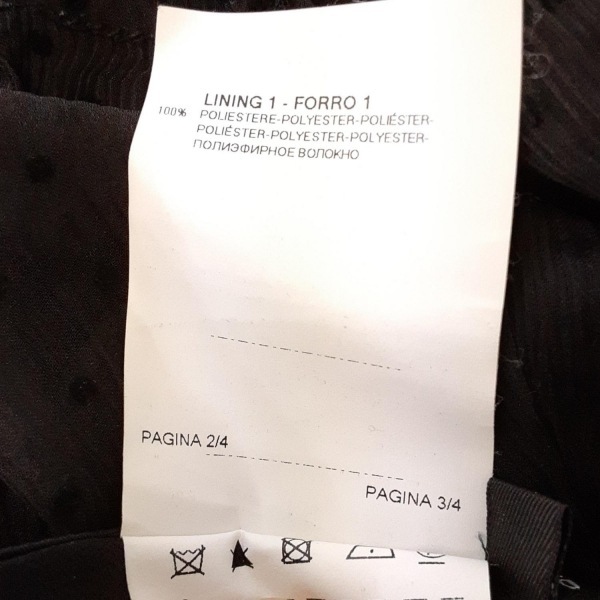 LINING 1 - FORRO 1
100% POLIESTERE-POLYESTER-POLIÉSTER-
POLIÉSTER-POLYESTER-POLYESTER-
ПОЛИЭФИРНОЕ ВОЛОКНО
PAGINA 2/4
PAGINA 3/4